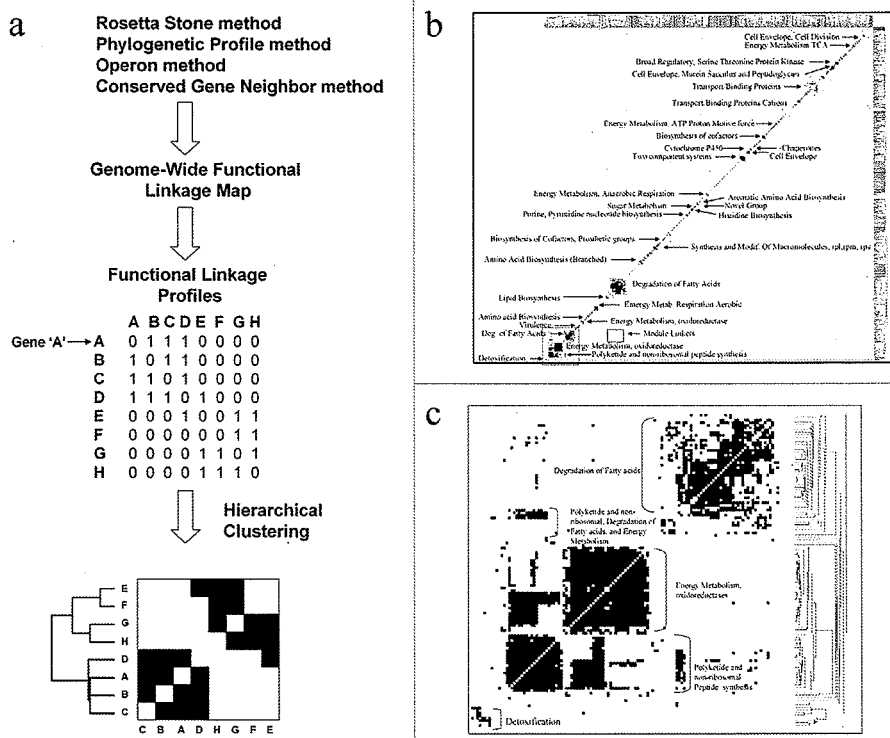 a
Rosetta Stone method
Phylogenetic Profile method
Operon method
Conserved Gene Neighbor method
Genome-Wide Functional
Linkage Map
Functional Linkage
Profiles
A B C D E F G H
Gene 'A' A 0 1 1 1 0 0 0 0
B 1 0 1 1 0 0 0 0
C 1 1 0 1 0 0 0 0
D 1 1 1 0 1 0 0 0
E 0 0 0 1 0 0 1 1
F 0 0 0 0 0 0 1 1
G 0 0 0 0 1 1 0 1
H 0 0 0 0 1 1 1 0
Hierarchical
Clustering
E
F
G
H
D
A
B
C
C B A D H G F E
b
Cell Envelope, Cell Division
Energy Metabolism TCA
Broad Regulatory, Serine Threonine Protein Kinase
Cell Envelope, Murein Sacculus and Peptidoglycan
Transport/Binding Proteins
Transport/Binding Proteins Cations
Energy Metabolism, ATP Proton Motive force
Biosynthesis of cofactors
Cytochrome P450
Chaperones
Two component systems
Cell Envelope
Energy Metabolism, Anaerobic Respiration
Aromatic Amino Acid Biosynthesis
Sugar Metabolism
Novel Group
Purine, Pyrimidine nucleotide biosynthesis
Histidine Biosynthesis
Biosynthesis of Cofactors, Prosthetic groups
Synthesis and Modif. Of Macromolecules, rpl,rpm, rps
Amino Acid Biosynthesis (Branched)
Degradation of Fatty Acids
Lipid Biosynthesis
Energy Metab. Respiration Aerobic
Amino acid Biosynthesis
Energy Metabolism, oxidoreductase
Virulence
Deg. of Fatty Acids
Module Linkers
Energy Metabolism, oxidoreductase
Detoxification
Polyketide and non-ribosomal peptide synthesis
c
Degradation of Fatty acids
Polyketide and non-
ribosomal, Degradation of
Fatty acids, and Energy
Metabolism
Energy Metabolism,
oxidoreductases
Polyketide and
non-ribosomal
Peptide synthesis
Detoxification